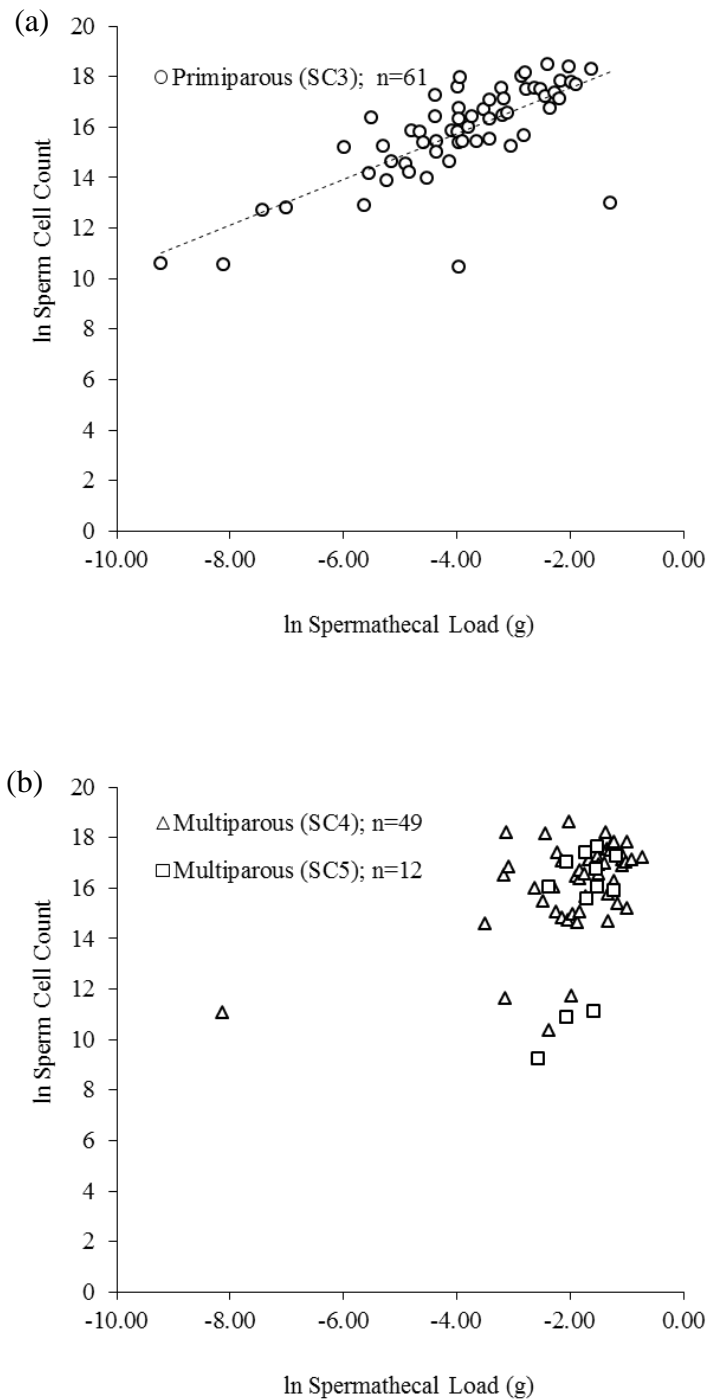 (a)
20
18
16
14
12
10
8
6
4
2
0
ln Sperm Cell Count
Primiparous (SC3); n=61
-10.00 -8.00 -6.00 -4.00 -2.00 0.00
ln Spermathecal Load (g)
(b)
20
18
16
14
12
10
8
6
4
2
0
ln Sperm Cell Count
Multiparous (SC4); n=49
Multiparous (SC5); n=12
-10.00 -8.00 -6.00 -4.00 -2.00 0.00
ln Spermathecal Load (g)